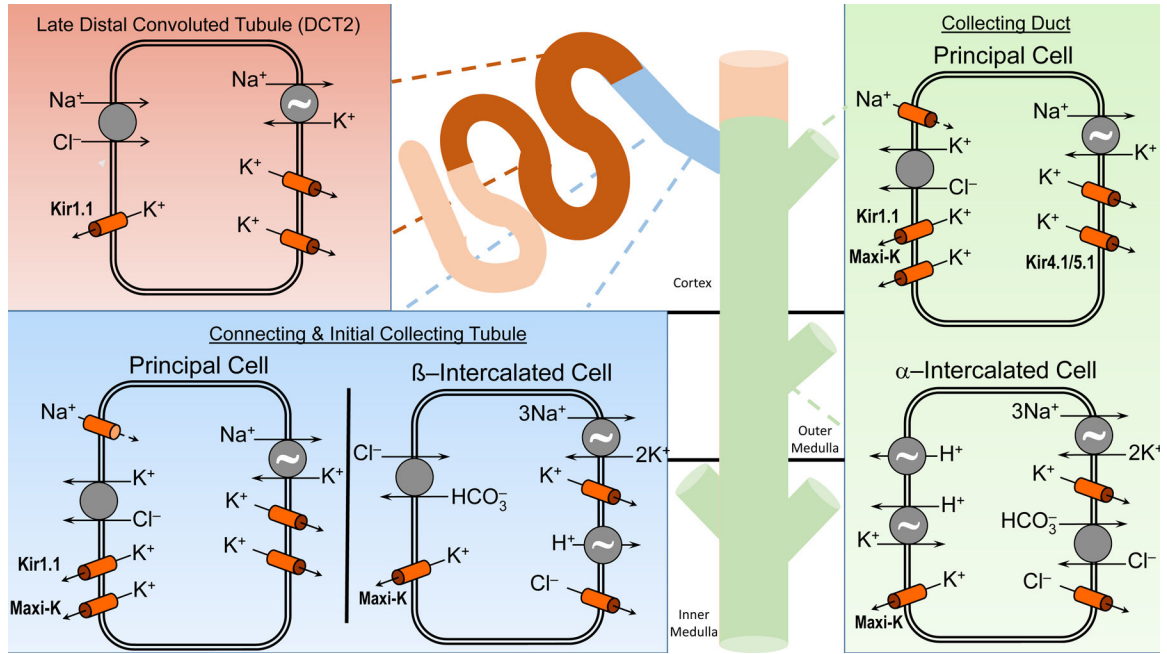 Late Distal Convoluted Tubule (DCT2)
Na⁺
Cl⁻
Kir1.1
K⁺
Na⁺
K⁺
K⁺
K⁺
Cortex
Outer
Medulla
Inner
Medulla
Collecting Duct
Principal Cell
Na⁺
K⁺
Cl⁻
Kir1.1
K⁺
Maxi-K
K⁺
Na⁺
K⁺
K⁺
K⁺
Kir4.1/5.1
α–Intercalated Cell
H⁺
H⁺
K⁺
K⁺
Maxi-K
3Na⁺
2K⁺
K⁺
HCO₃⁻
Cl⁻
Cl⁻
Connecting & Initial Collecting Tubule
Principal Cell
Na⁺
K⁺
Cl⁻
Kir1.1
K⁺
Maxi-K
K⁺
Na⁺
K⁺
K⁺
K⁺
ß–Intercalated Cell
Cl⁻
HCO₃⁻
K⁺
Maxi-K
3Na⁺
2K⁺
K⁺
H⁺
Cl⁻